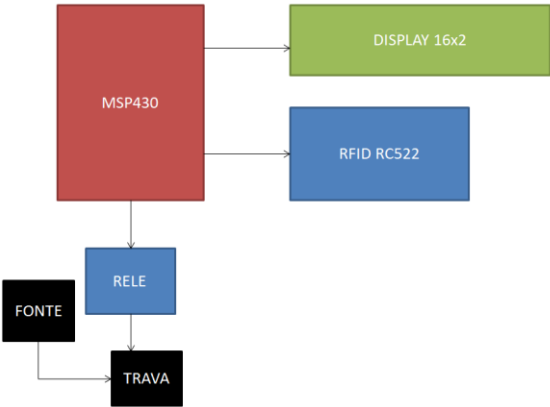 DISPLAY 16x2
MSP430
RFID RC522
RELE
FONTE
TRAVA